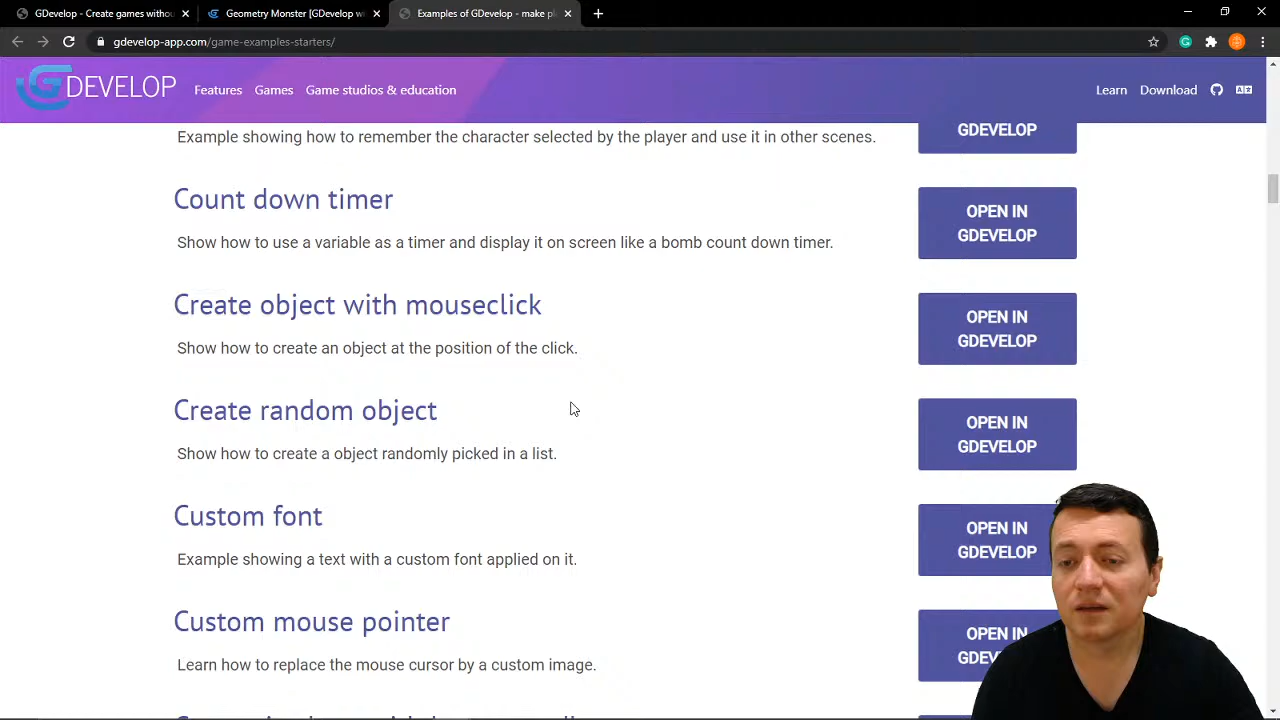 GDevelop - Create games withou
Geometry Monster [GDevelop wi
Examples of GDevelop - make pl
gdevelop-app.com/game-examples-starters/
GDEVELOP
Features
Games
Game studios & education
Learn
Download
Example showing how to remember the character selected by the player and use it in other scenes.
GDEVELOP
Count down timer
Show how to use a variable as a timer and display it on screen like a bomb count down timer.
OPEN IN
GDEVELOP
Create object with mouseclick
Show how to create an object at the position of the click.
OPEN IN
GDEVELOP
Create random object
Show how to create a object randomly picked in a list.
OPEN IN
GDEVELOP
Custom font
Example showing a text with a custom font applied on it.
OPEN IN
GDEVELOP
Custom mouse pointer
Learn how to replace the mouse cursor by a custom image.
OPEN IN